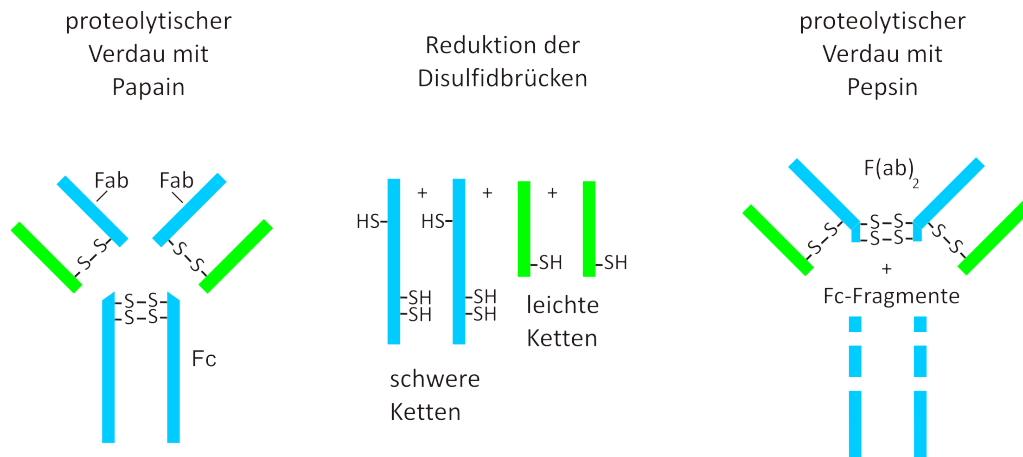 proteolytischer
Verdau mit
Papain
Fab
Fab
S
S
S
S
S S
S S
Fc
Reduktion der
Disulfidbrücken
+ + +
HS
HS
SH
SH
SH
SH
SH
SH
leichte
Ketten
schwere
Ketten
proteolytischer
Verdau mit
Pepsin
F(ab)2
S S
S S
S
S
S
S
+
Fc-Fragmente